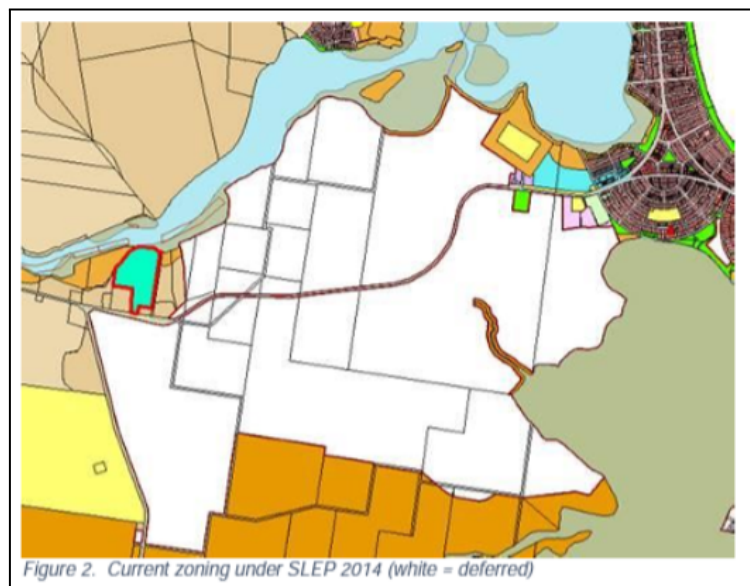 Figure 2. Current zoning under SLEP 2014 (white = deferred)